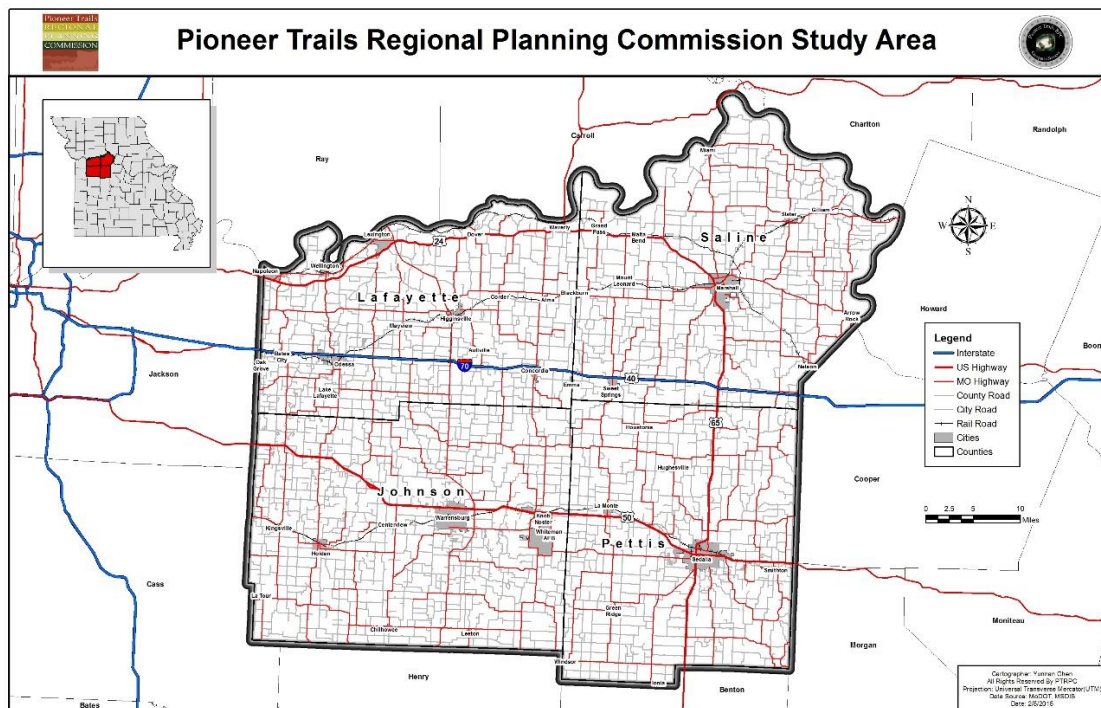 Pioneer Trails
REGIONAL
PLANNING
COMMISSION
Pioneer Trails Regional Planning Commission Study Area
Carroll
Chariton
Randolph
Ray
Miami
Slater
Gilliam
Lexington
24
Dover
Waverly
Grand
Pass
Malta
Bend
Saline
Napoleon
Wellington
N
W
E
S
Lafayette
Corder
Alma
Blackburn
Mount
Leonard
Marshall
Higginsville
Mayview
Arrow
Rock
Howard
Boon
Jackson
Oak
Grove
Bates
City
Odessa
Aullville
70
Concordia
Emma
40
Sweet
Springs
Nelson
Lake
Lafayette
65
Houstonia
Hughesville
Cooper
Legend
Interstate
US Highway
MO Highway
County Road
City Road
Rail Road
Cities
Counties
0 2.5 5 10
Miles
Johnson
Kingsville
Centerview
Warrensburg
Knob
Noster
Whiteman
AFB
La Monte
50
Pettis
Holden
Sedalia
Smithton
Cass
La Tour
Chilhowee
Leeton
Green
Ridge
Windsor
Ionia
Moniteau
Morgan
Henry
Benton
Bates
Cartographer: Yunnan Chen
All Rights Reserved By PTRPC
Projection: Universal Transverse Mercator(UTM)
Data Source: MoDOT, MSDIS